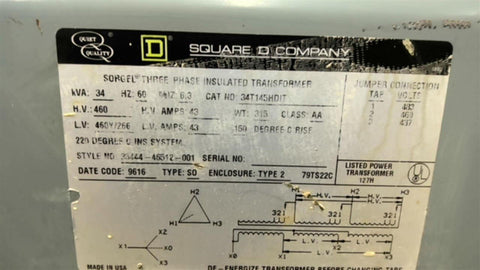 QUIET QUALITY
D SQUARE D COMPANY
SORGEL THREE PHASE INSULATED TRANSFORMER
kVA: 34 HZ: 60 %IZ: 6.3 CAT NO: 34T145HDIT
H.V.: 460 H.V. AMPS: 43 WT: 315 CLASS: AA
L.V: 460Y/266 L.V. AMPS: 43 150 DEGREE C RISE
220 DEGREE C INS SYSTEM
STYLE NO: 35444-46512-001 SERIAL NO:
DATE CODE: 9616 TYPE: SO ENCLOSURE: TYPE 2 79TS22C
JUMPER CONNECTION
TAP VOLTS
1 483
2 460
3 437
LISTED POWER
TRANSFORMER
127H
H2
H1 H3
X2
X1 X0
X3
H1 H2 H3
H.V. H.V.
321 321 321
X0 X1 X2 X3
L.V. L.V.
MADE IN USA
DE-ENERGIZE TRANSFORMER BEFORE CHANGING TAPS